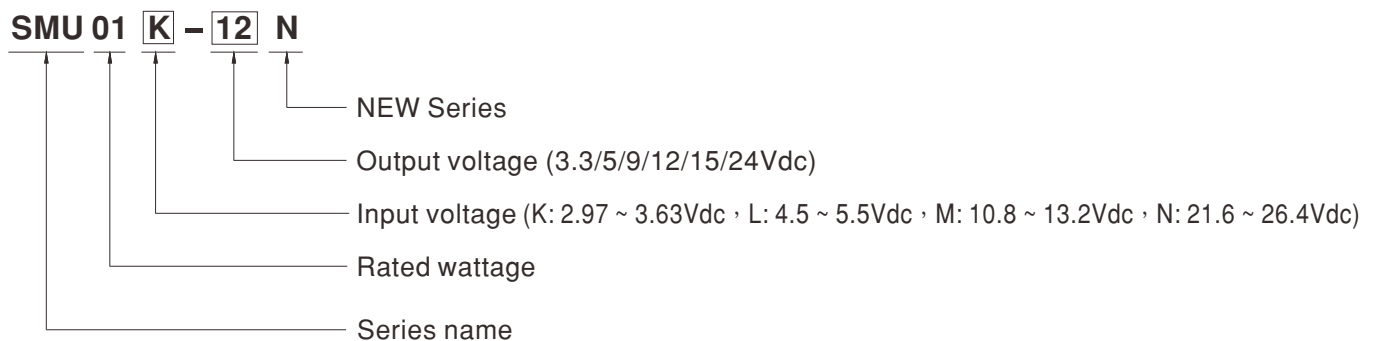 SMU 01 K – 12 N
NEW Series
Output voltage (3.3/5/9/12/15/24Vdc)
Input voltage (K: 2.97 ~ 3.63Vdc，L: 4.5 ~ 5.5Vdc，M: 10.8 ~ 13.2Vdc，N: 21.6 ~ 26.4Vdc)
Rated wattage
Series name